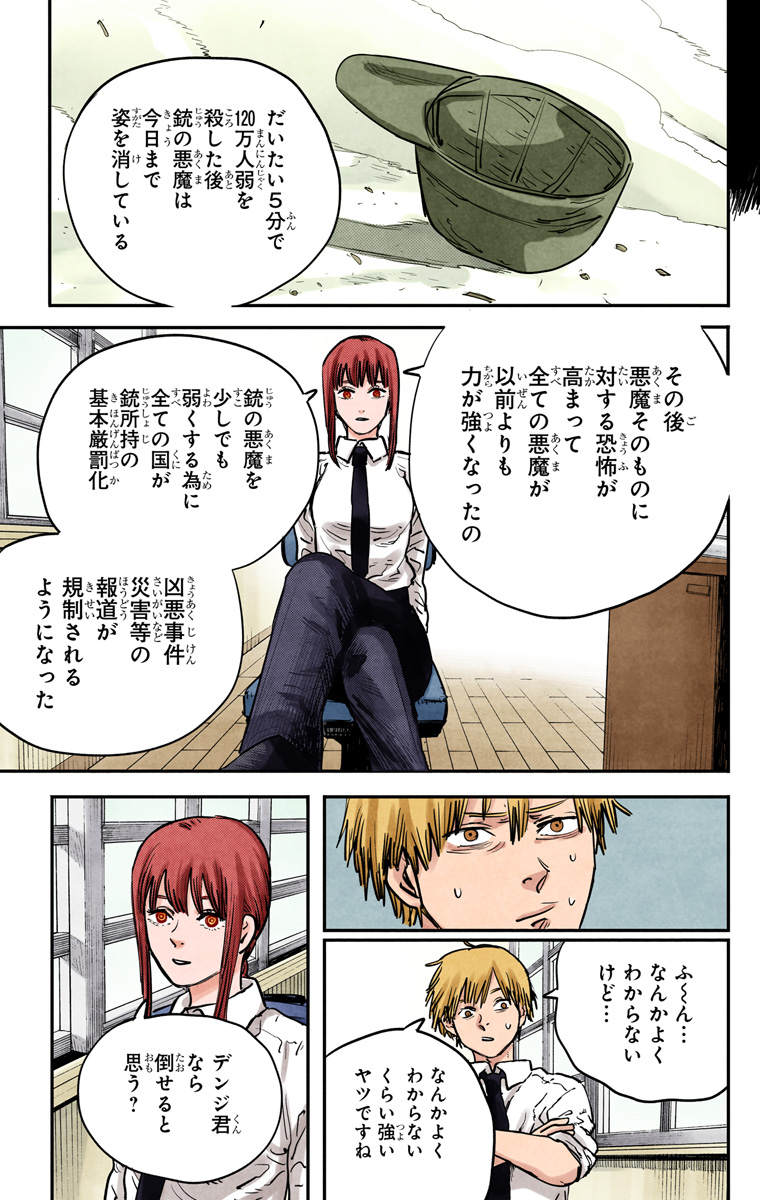 だいたい5分で
120万人弱を
殺した後
銃の悪魔は
今日まで
姿を消している
その後
悪魔そのものに
対する恐怖が
高まって
全ての悪魔が
以前よりも
力が強くなったの
銃の悪魔を
少しでも
弱くする為に
全ての国が
銃所持の
基本厳罰化
凶悪事件
災害等の
報道が
規制される
ようになった
ふ〜ん…
なんかよく
わからない
けど…
なんかよく
わからない
くらい強い
ヤツですね
デンジ君
なら
倒せると
思う?